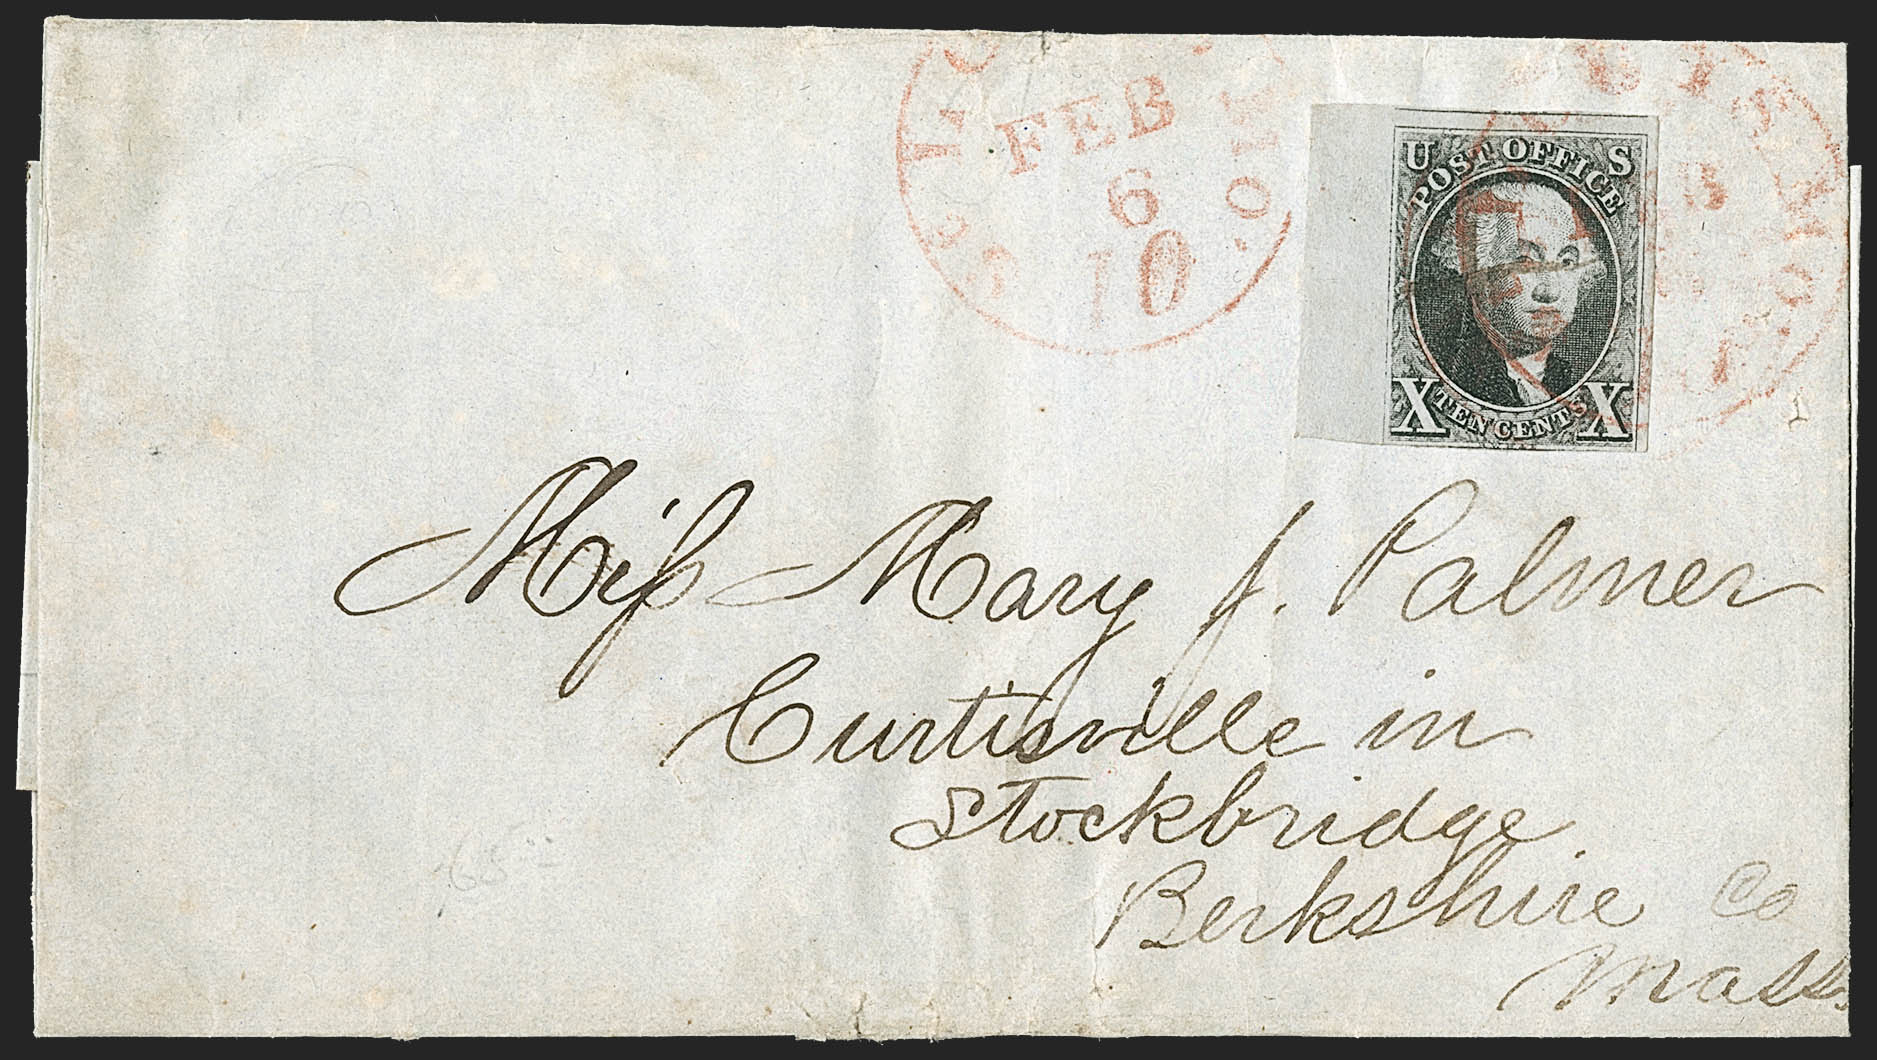 FEB
6
10
U S
POST OFFICE
X TEN CENTS X
Miss Mary J. Palmer
Curtisville in
Stockbridge
Berkshire Co
Mass.